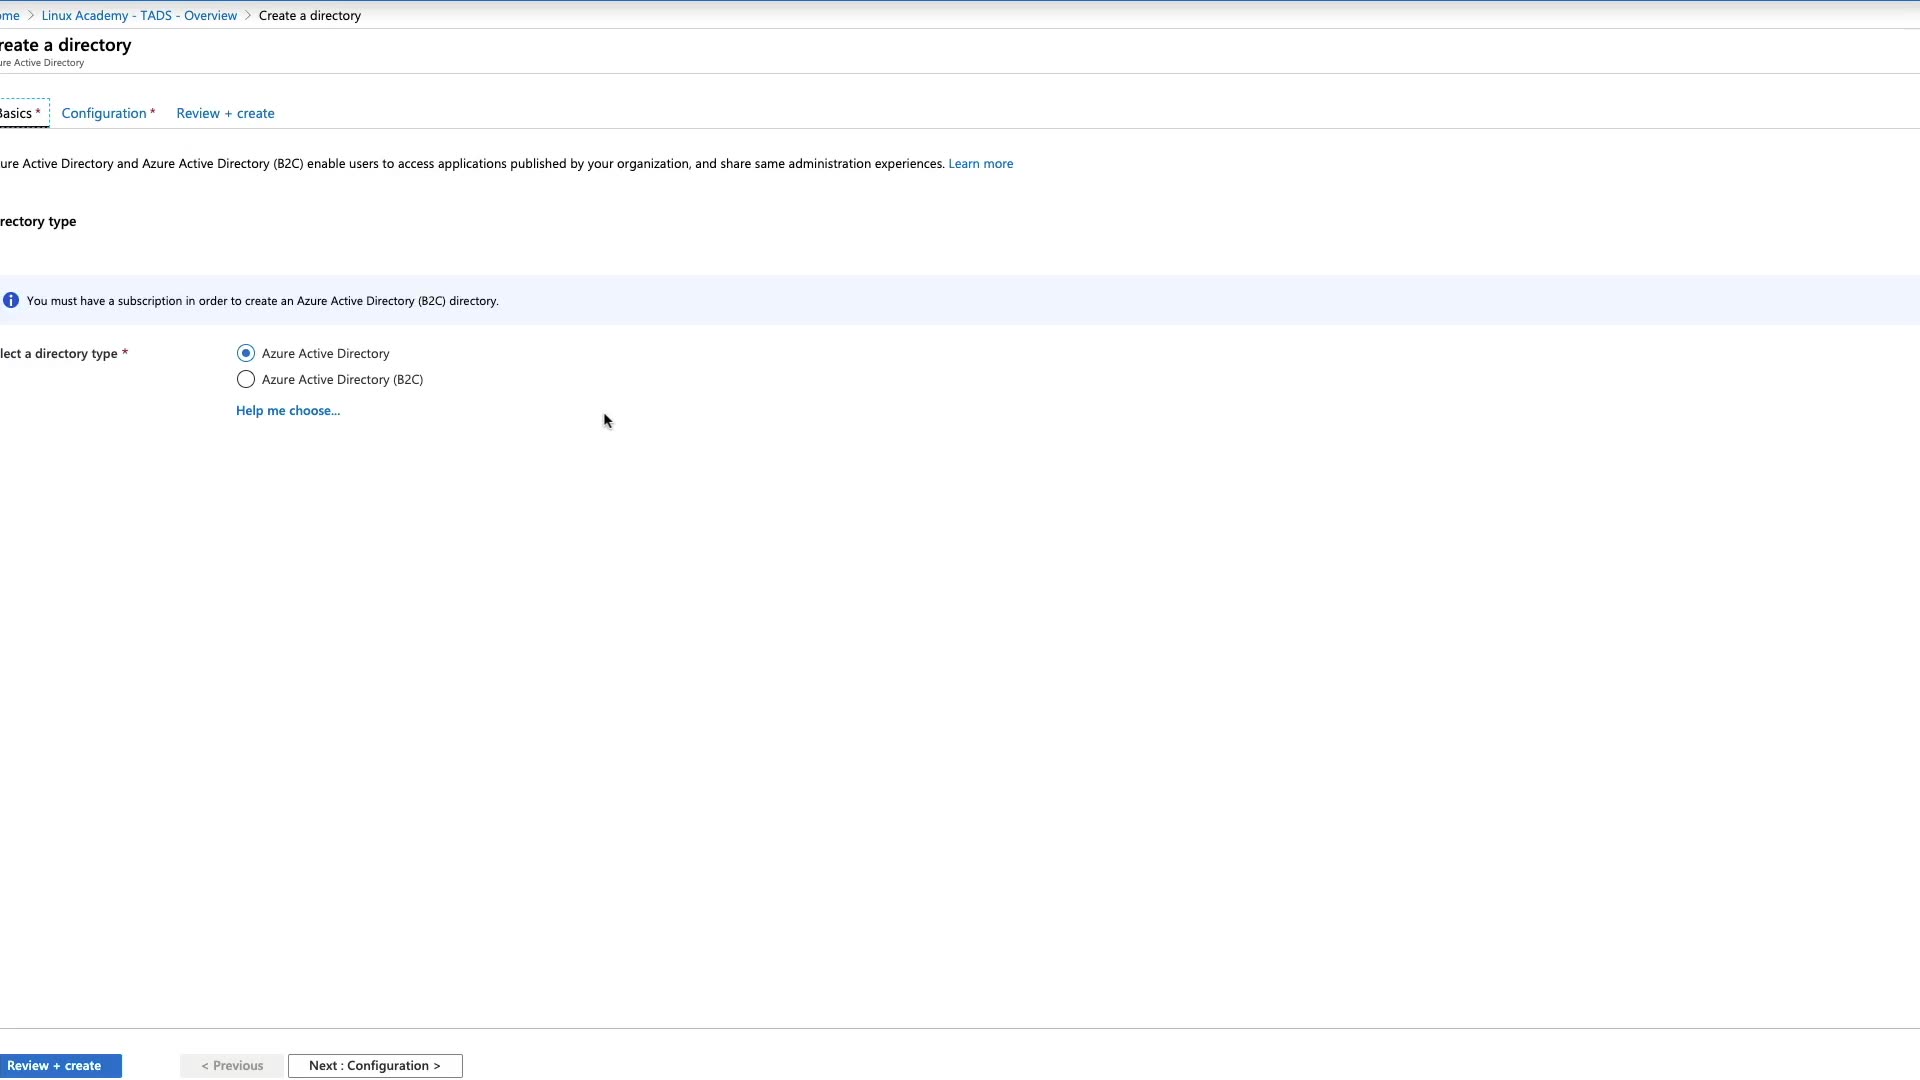 ome > Linux Academy - TADS - Overview > Create a directory
reate a directory
ure Active Directory
Basics * Configuration * Review + create
ure Active Directory and Azure Active Directory (B2C) enable users to access applications published by your organization, and share same administration experiences. Learn more
rectory type
You must have a subscription in order to create an Azure Active Directory (B2C) directory.
lect a directory type * Azure Active Directory
Azure Active Directory (B2C)
Help me choose...
Review + create < Previous Next : Configuration >